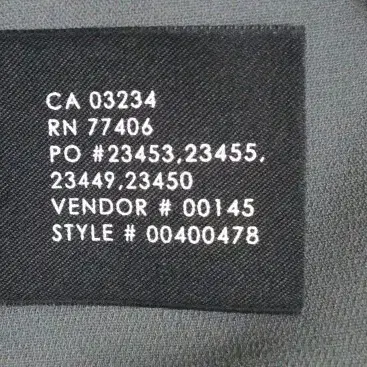 CA 03234
RN 77406
PO #23453,23455,
23449,23450
VENDOR # 00145
STYLE # 00400478